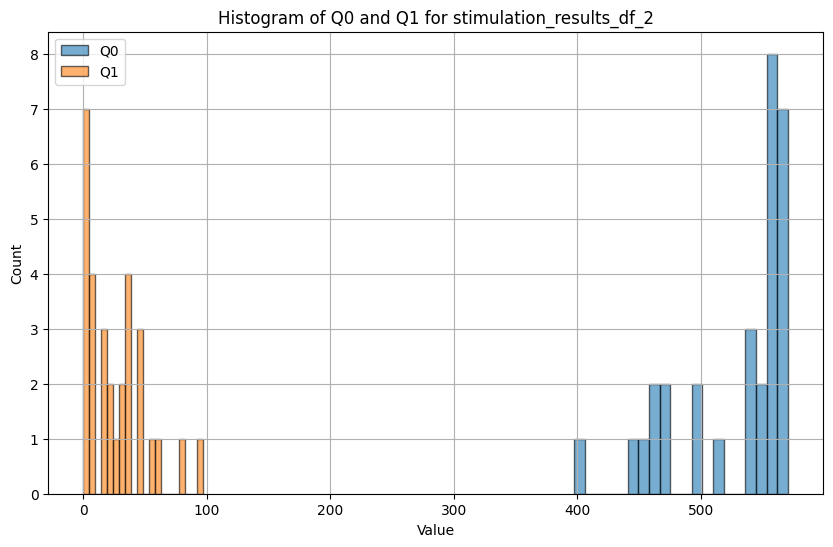 Histogram of Q0 and Q1 for stimulation_results_df_2
Q0
Q1
8
7
6
5
4
3
2
1
0
Count
0 100 200 300 400 500
Value